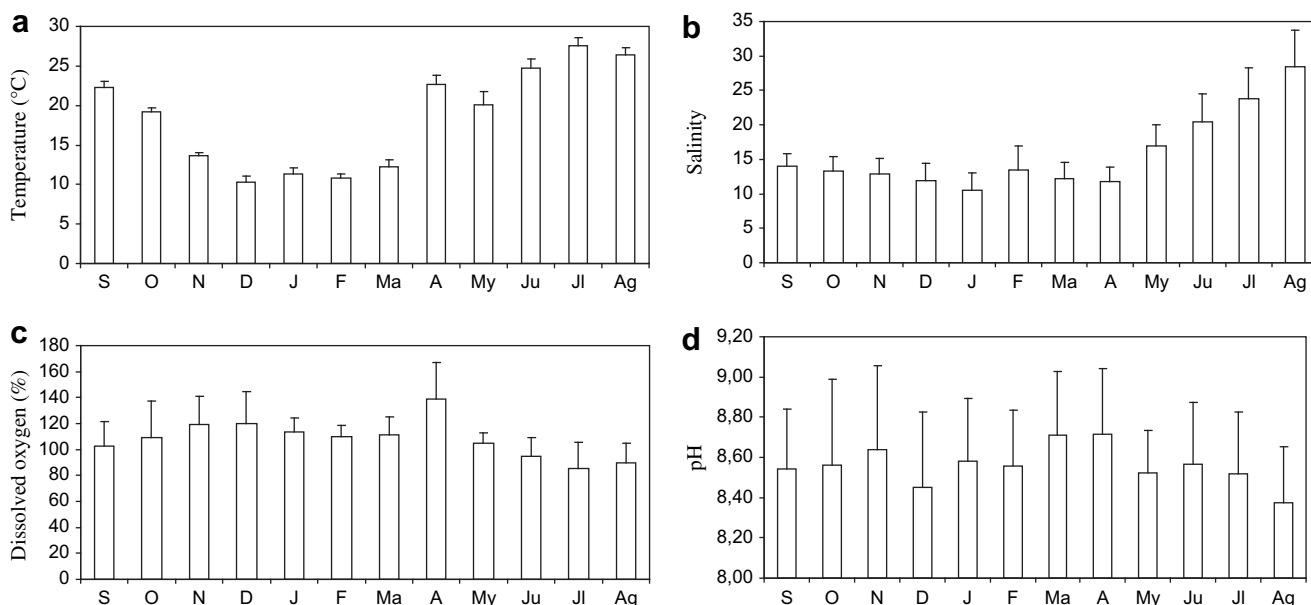 a
Temperature (°C)
30
25
20
15
10
5
0
S O N D J F Ma A My Ju Jl Ag
b
Salinity
35
30
25
20
15
10
5
0
S O N D J F Ma A My Ju Jl Ag
c
Dissolved oxygen (%)
180
160
140
120
100
80
60
40
20
0
S O N D J F Ma A My Ju Jl Ag
d
pH
9,20
9,00
8,80
8,60
8,40
8,20
8,00
S O N D J F Ma A My Ju Jl Ag